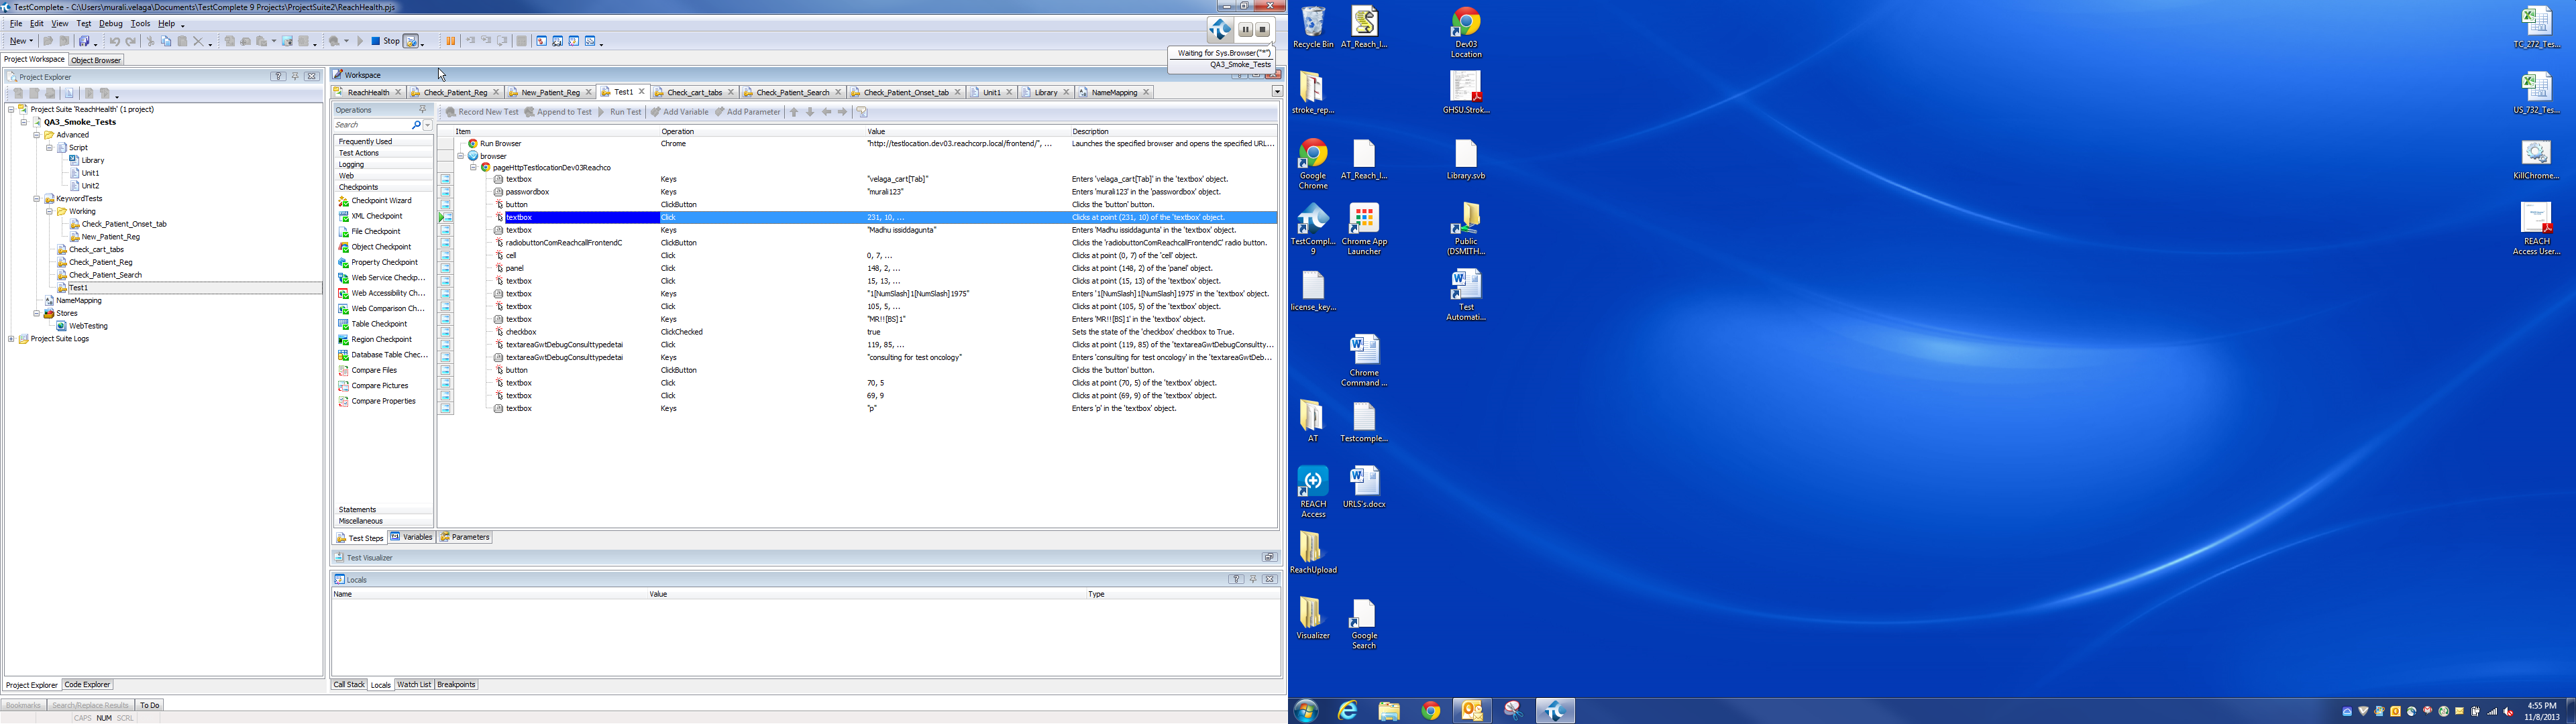 TestComplete - C:\Users\murali.velaga\Documents\TestComplete 9 Projects\ProjectSuite2\ReachHealth.pjs
File Edit View Test Debug Tools Help
New Stop
Waiting for Sys.Browser("*")
QA3_Smoke_Tests
Project Workspace Object Browser
Project Explorer
Project Suite 'ReachHealth' (1 project)
QA3_Smoke_Tests
Advanced
Script
Library
Unit1
Unit2
KeywordTests
Working
Check_Patient_Onset_tab
New_Patient_Reg
Check_cart_tabs
Check_Patient_Reg
Check_Patient_Search
Test1
NameMapping
Stores
WebTesting
Project Suite Logs
Project Explorer Code Explorer
Workspace
ReachHealth Check_Patient_Reg New_Patient_Reg Test1 Check_cart_tabs Check_Patient_Search Check_Patient_Onset_tab Unit1 Library NameMapping
Operations
Search
Frequently Used
Test Actions
Logging
Web
Checkpoints
Checkpoint Wizard
XML Checkpoint
File Checkpoint
Object Checkpoint
Property Checkpoint
Web Service Checkp...
Web Accessibility Ch...
Web Comparison Ch...
Table Checkpoint
Region Checkpoint
Database Table Chec...
Compare Files
Compare Pictures
Compare Properties
Statements
Miscellaneous
Record New Test Append to Test Run Test Add Variable Add Parameter
Item Operation Value Description
Run Browser Chrome "http://testlocation.dev03.reachcorp.local/frontend/", ... Launches the specified browser and opens the specified URL...
browser
pageHttpTestlocationDev03Reachco
textbox Keys "velaga_cart[Tab]" Enters 'velaga_cart[Tab]' in the 'textbox' object.
passwordbox Keys "murali123" Enters 'murali123' in the 'passwordbox' object.
button ClickButton Clicks the 'button' button.
textbox Click 231, 10, ... Clicks at point (231, 10) of the 'textbox' object.
textbox Keys "Madhu issiddagunta" Enters 'Madhu issiddagunta' in the 'textbox' object.
radiobuttonComReachcallFrontendC ClickButton Clicks the 'radiobuttonComReachcallFrontendC' radio button.
cell Click 0, 7, ... Clicks at point (0, 7) of the 'cell' object.
panel Click 148, 2, ... Clicks at point (148, 2) of the 'panel' object.
textbox Click 15, 13, ... Clicks at point (15, 13) of the 'textbox' object.
textbox Keys "1[NumSlash]1[NumSlash]1975" Enters '1[NumSlash]1[NumSlash]1975' in the 'textbox' object.
textbox Click 105, 5, ... Clicks at point (105, 5) of the 'textbox' object.
textbox Keys "MR!![BS]1" Enters 'MR!![BS]1' in the 'textbox' object.
checkbox ClickChecked true Sets the state of the 'checkbox' checkbox to True.
textareaGwtDebugConsulttypedetai Click 119, 85, ... Clicks at point (119, 85) of the 'textareaGwtDebugConsultty...
textareaGwtDebugConsulttypedetai Keys "consulting for test oncology" Enters 'consulting for test oncology' in the 'textareaGwtDeb...
button ClickButton Clicks the 'button' button.
textbox Click 70, 5 Clicks at point (70, 5) of the 'textbox' object.
textbox Click 69, 9 Clicks at point (69, 9) of the 'textbox' object.
textbox Keys "p" Enters 'p' in the 'textbox' object.
Test Steps Variables Parameters
Test Visualizer
Locals
Name Value Type
Call Stack Locals Watch List Breakpoints
Bookmarks Search/Replace Results To Do
CAPS NUM SCRL
Recycle Bin
AT_Reach_I...
Dev03 Location
TC_272_Tes...
stroke_rep...
GHSU.Strok...
US_732_Tes...
Google Chrome
AT_Reach_I...
Library.svb
KillChrome...
TestCompl... 9
Chrome App Launcher
Public (DSMITH...
REACH Access User...
license_key...
Test Automati...
Chrome Command ...
AT
Testcomple...
REACH Access
URLS's.docx
ReachUpload
Visualizer
Google Search
4:55 PM
11/8/2013